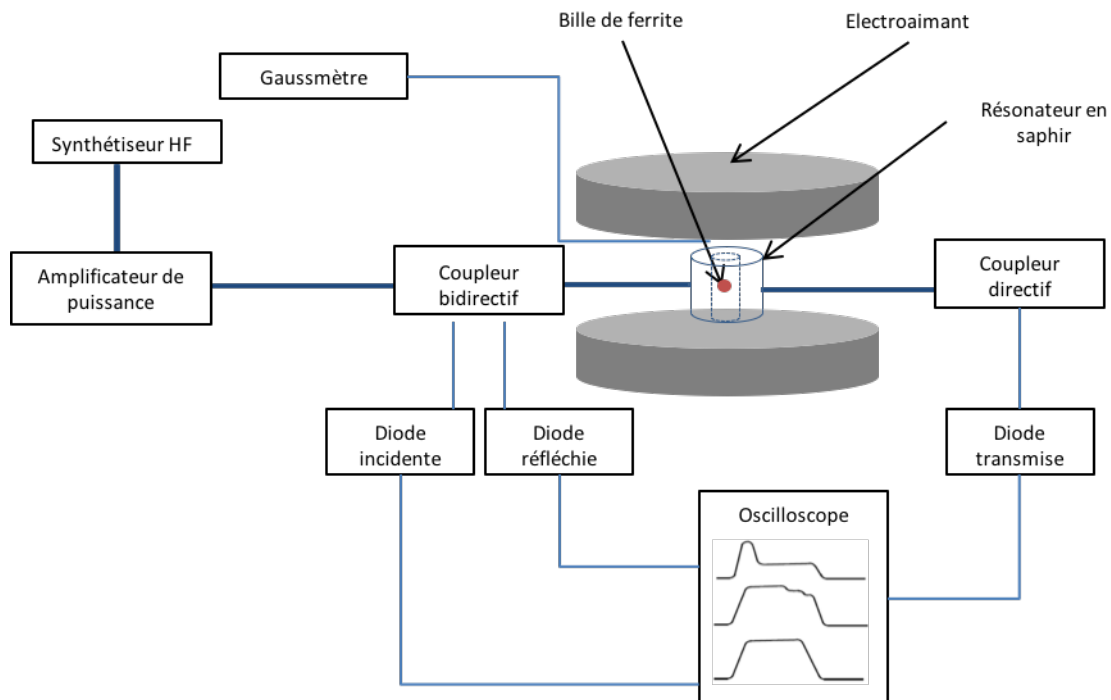 Bille de ferrite
Electroaimant
Gaussmètre
Synthétiseur HF
Résonateur en
saphir
Amplificateur de
puissance
Coupleur
bidirectif
Coupleur
directif
Diode
incidente
Diode
réfléchie
Diode
transmise
Oscilloscope